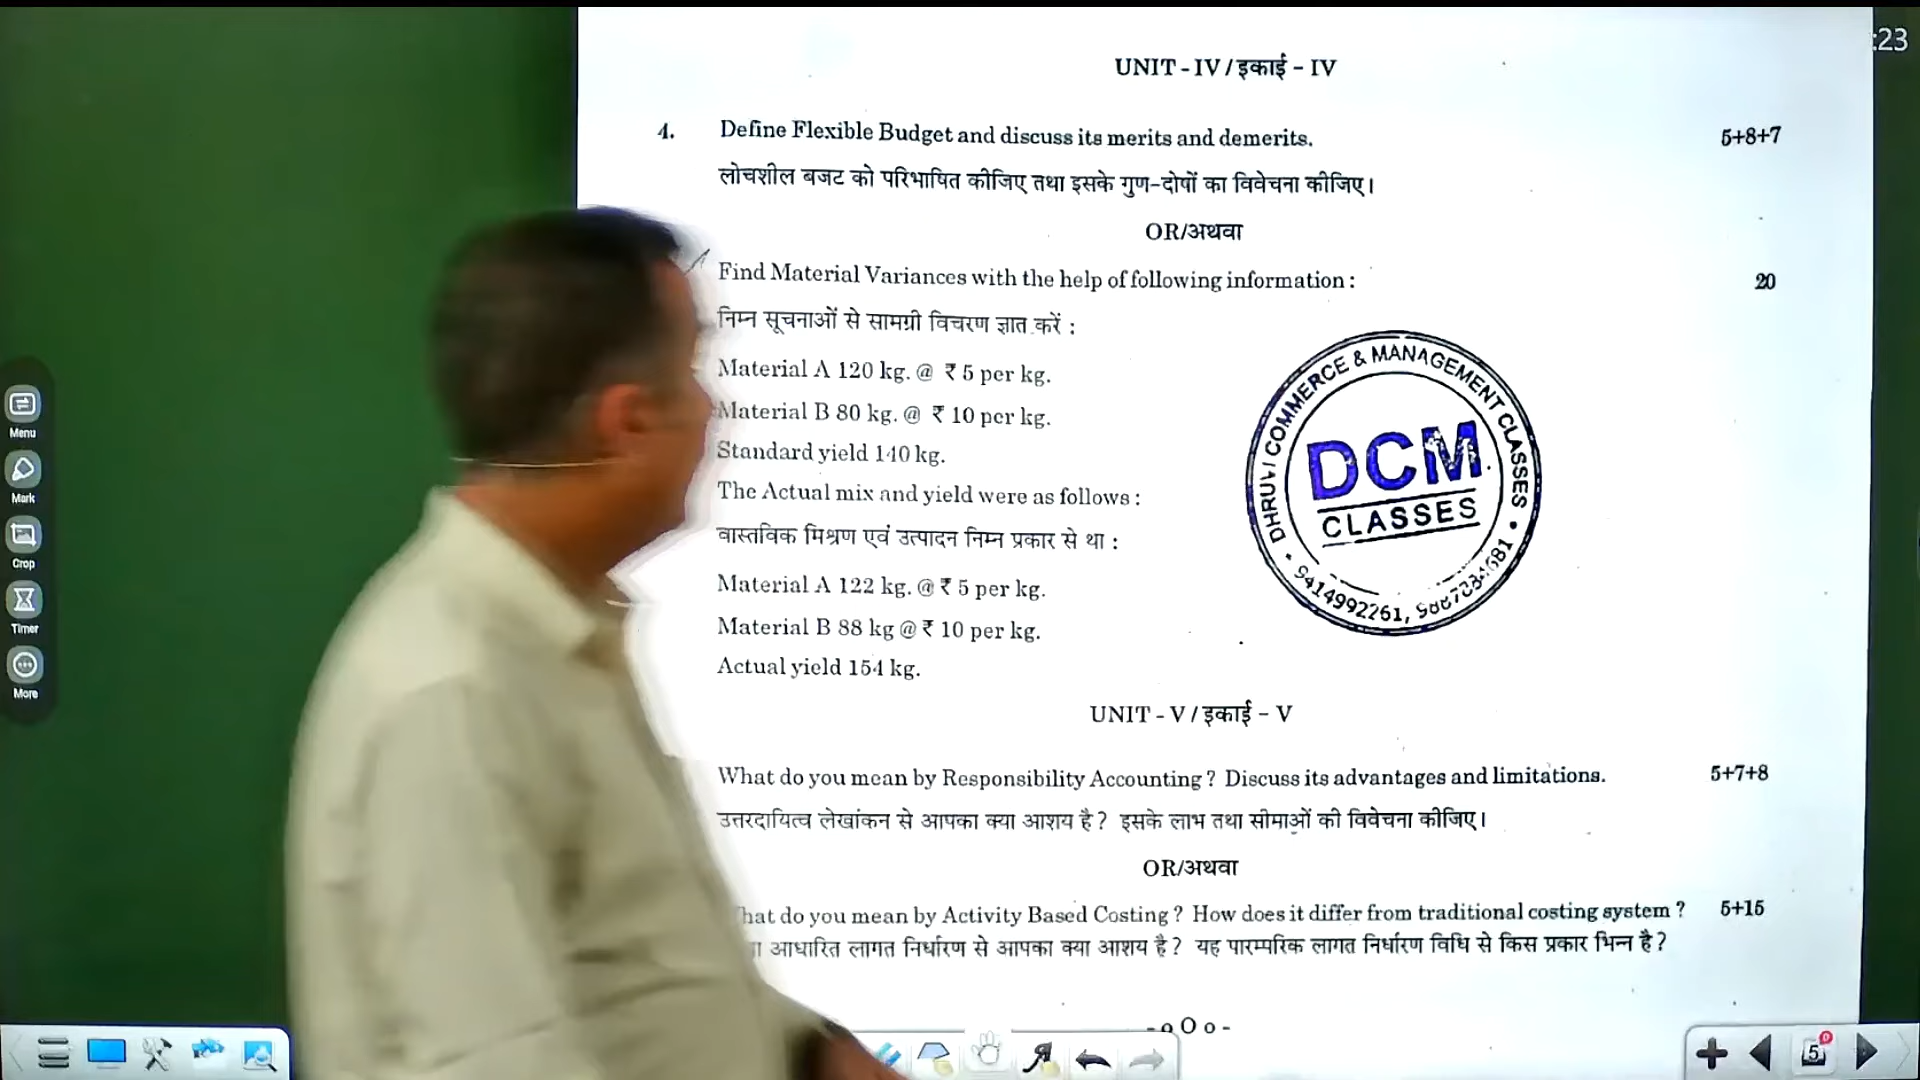 :23
UNIT - IV / इकाई – IV
4. Define Flexible Budget and discuss its merits and demerits. 5+8+7
लोचशील बजट को परिभाषित कीजिए तथा इसके गुण-दोषों का विवेचना कीजिए।
OR/अथवा
Find Material Variances with the help of following information : 20
निम्न सूचनाओं से सामग्री विचरण ज्ञात करें :
Material A 120 kg. @ ₹ 5 per kg.
Material B 80 kg. @ ₹ 10 per kg.
Standard yield 140 kg.
The Actual mix and yield were as follows :
वास्तविक मिश्रण एवं उत्पादन निम्न प्रकार से था :
Material A 122 kg. @ ₹ 5 per kg.
Material B 88 kg @ ₹ 10 per kg.
Actual yield 154 kg.
DHRUVI COMMERCE & MANAGEMENT CLASSES
DCM
CLASSES
9414992261,
UNIT - V / इकाई – V
What do you mean by Responsibility Accounting ? Discuss its advantages and limitations. 5+7+8
उत्तरदायित्व लेखांकन से आपका क्या आशय है ? इसके लाभ तथा सीमाओं की विवेचना कीजिए।
OR/अथवा
do you mean by Activity Based Costing ? How does it differ from traditional costing system ? 5+15
आधारित लागत निर्धारण से आपका क्या आशय है ? यह पारम्परिक लागत निर्धारण विधि से किस प्रकार भिन्न है ?
- o O o -
Menu
Mark
Crop
Timer
More
5
0